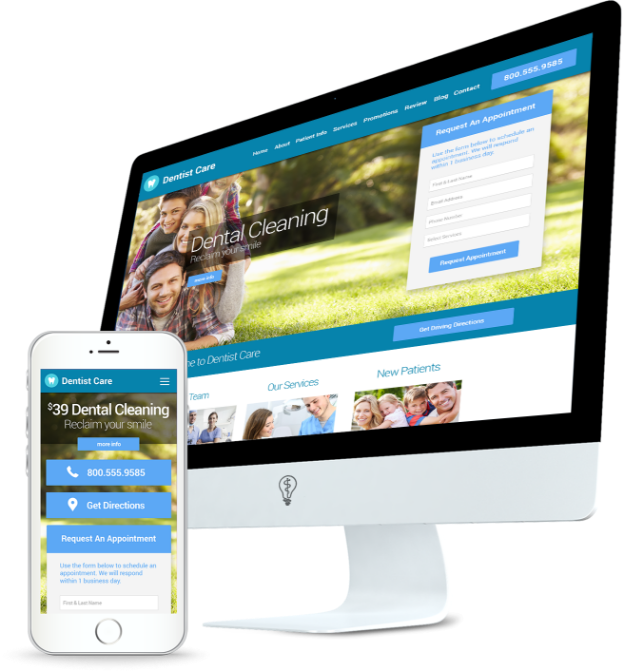 800.555.9585
Home About Patient Info Services Promotions Review Blog Contact
Dentist Care
Request An Appointment
Use the form below to schedule an
appointment. We will respond
within 1 business day.
First & Last Name
Email Address
Phone Number
Select Services
Request Appointment
Dental Cleaning
Reclaim your smile
more info
Get Driving Directions
to Dentist Care
Team
Our Services
New Patients
Dentist Care
$39 Dental Cleaning
Reclaim your smile
more info
800.555.9585
Get Directions
Request An Appointment
Use the form below to schedule an
appointment. We will respond
within 1 business day.
First & Last Name